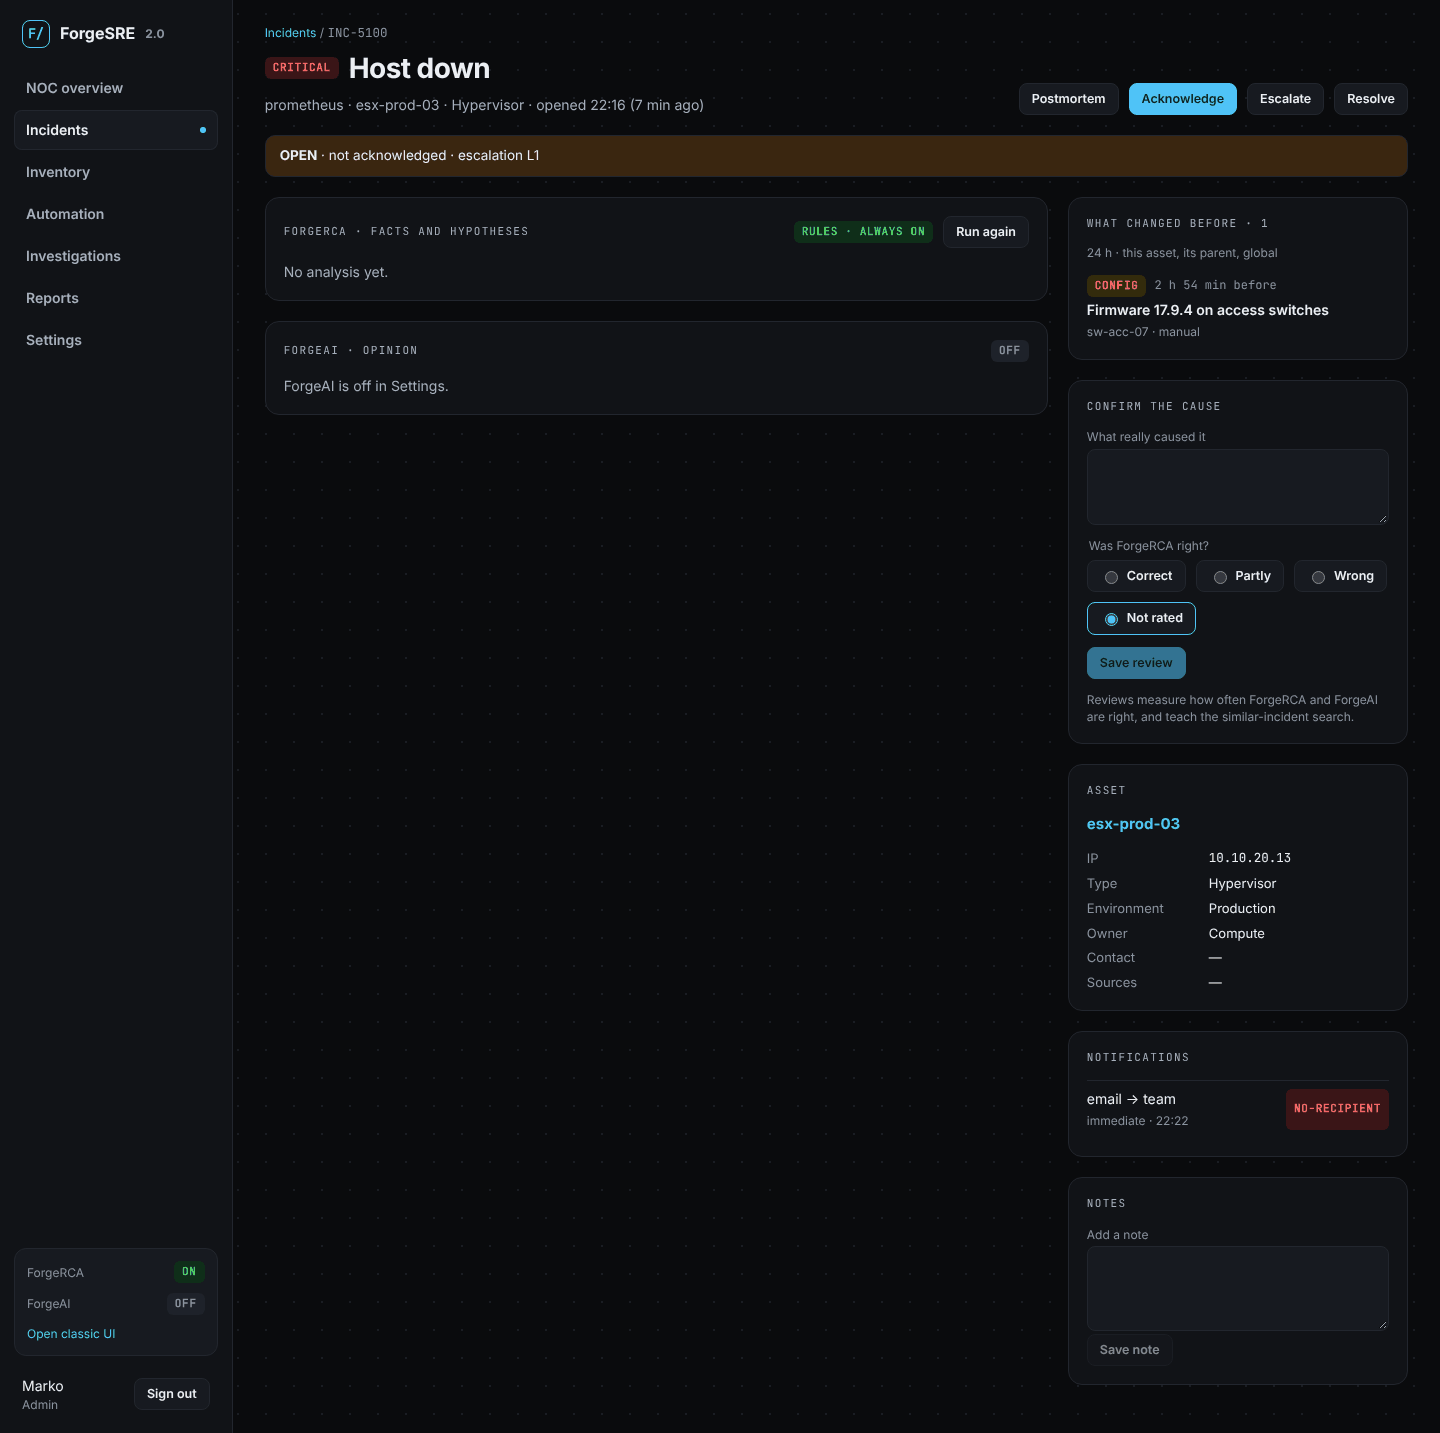 F/ ForgeSRE 2.0
NOC overview
Incidents
Inventory
Automation
Investigations
Reports
Settings
ForgeRCA ON
ForgeAI OFF
Open classic UI
Marko
Admin
Sign out
Incidents / INC-5100
CRITICAL Host down
prometheus · esx-prod-03 · Hypervisor · opened 22:16 (7 min ago)
Postmortem Acknowledge Escalate Resolve
OPEN · not acknowledged · escalation L1
FORGERCA · FACTS AND HYPOTHESES
RULES · ALWAYS ON Run again
No analysis yet.
FORGEAI · OPINION OFF
ForgeAI is off in Settings.
WHAT CHANGED BEFORE · 1
24 h · this asset, its parent, global
CONFIG 2 h 54 min before
Firmware 17.9.4 on access switches
sw-acc-07 · manual
CONFIRM THE CAUSE
What really caused it
Was ForgeRCA right?
Correct Partly Wrong
Not rated
Save review
Reviews measure how often ForgeRCA and ForgeAI
are right, and teach the similar-incident search.
ASSET
esx-prod-03
IP 10.10.20.13
Type Hypervisor
Environment Production
Owner Compute
Contact —
Sources —
NOTIFICATIONS
email → team
immediate · 22:22
NO-RECIPIENT
NOTES
Add a note
Save note